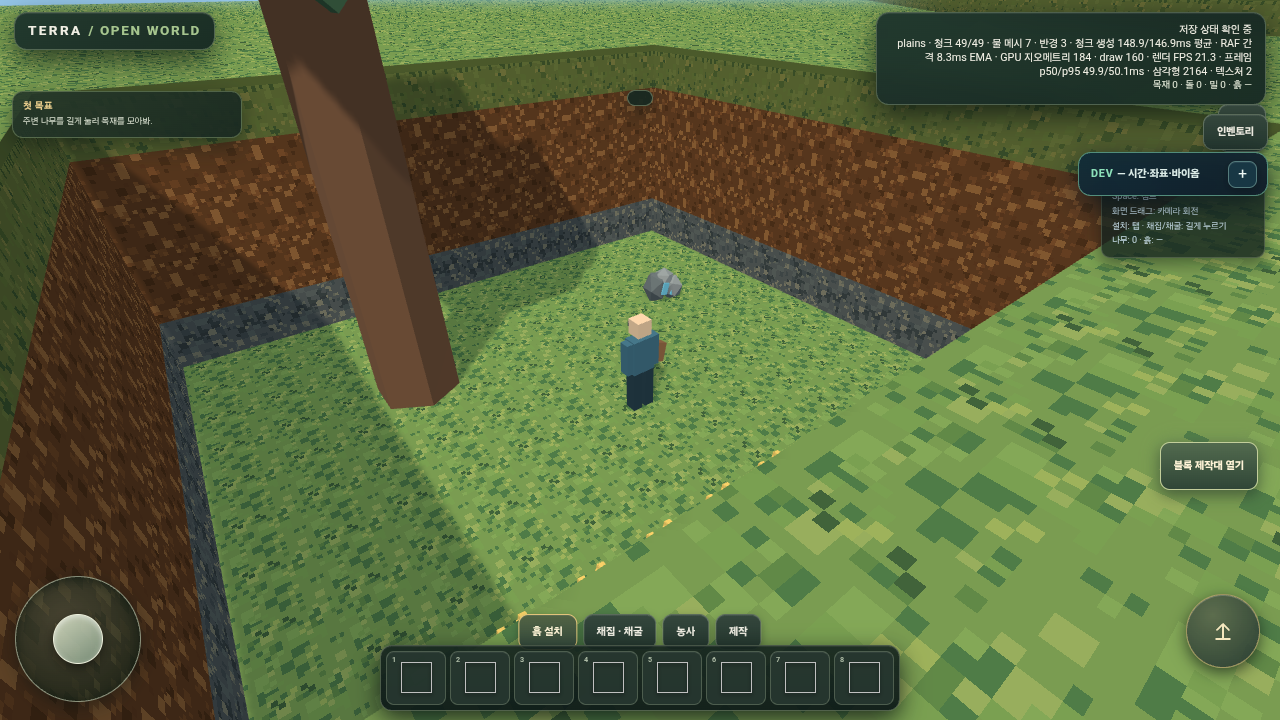 TERRA / OPEN WORLD
저장 상태 확인 중
plains · 청크 49/49 · 물 메시 7 · 반경 3 · 청크 생성 148.9/146.9ms 평균 · RAF 간
격 8.3ms EMA · GPU 지오메트리 184 · draw 160 · 렌더 FPS 21.3 · 프레임
p50/p95 49.9/50.1ms · 삼각형 2164 · 텍스처 2
목재 0 · 돌 0 · 밀 0 · 흙 —
첫 목표
주변 나무를 길게 눌러 목재를 모아봐.
인벤토리
DEV — 시간·좌표·바이옴
+
화면 드래그: 카메라 회전
설치: 탭 · 채집/채굴: 길게 누르기
나무: 0 · 흙: —
블록 제작대 열기
흙 설치
채집 · 채굴
농사
제작
1
2
3
4
5
6
7
8